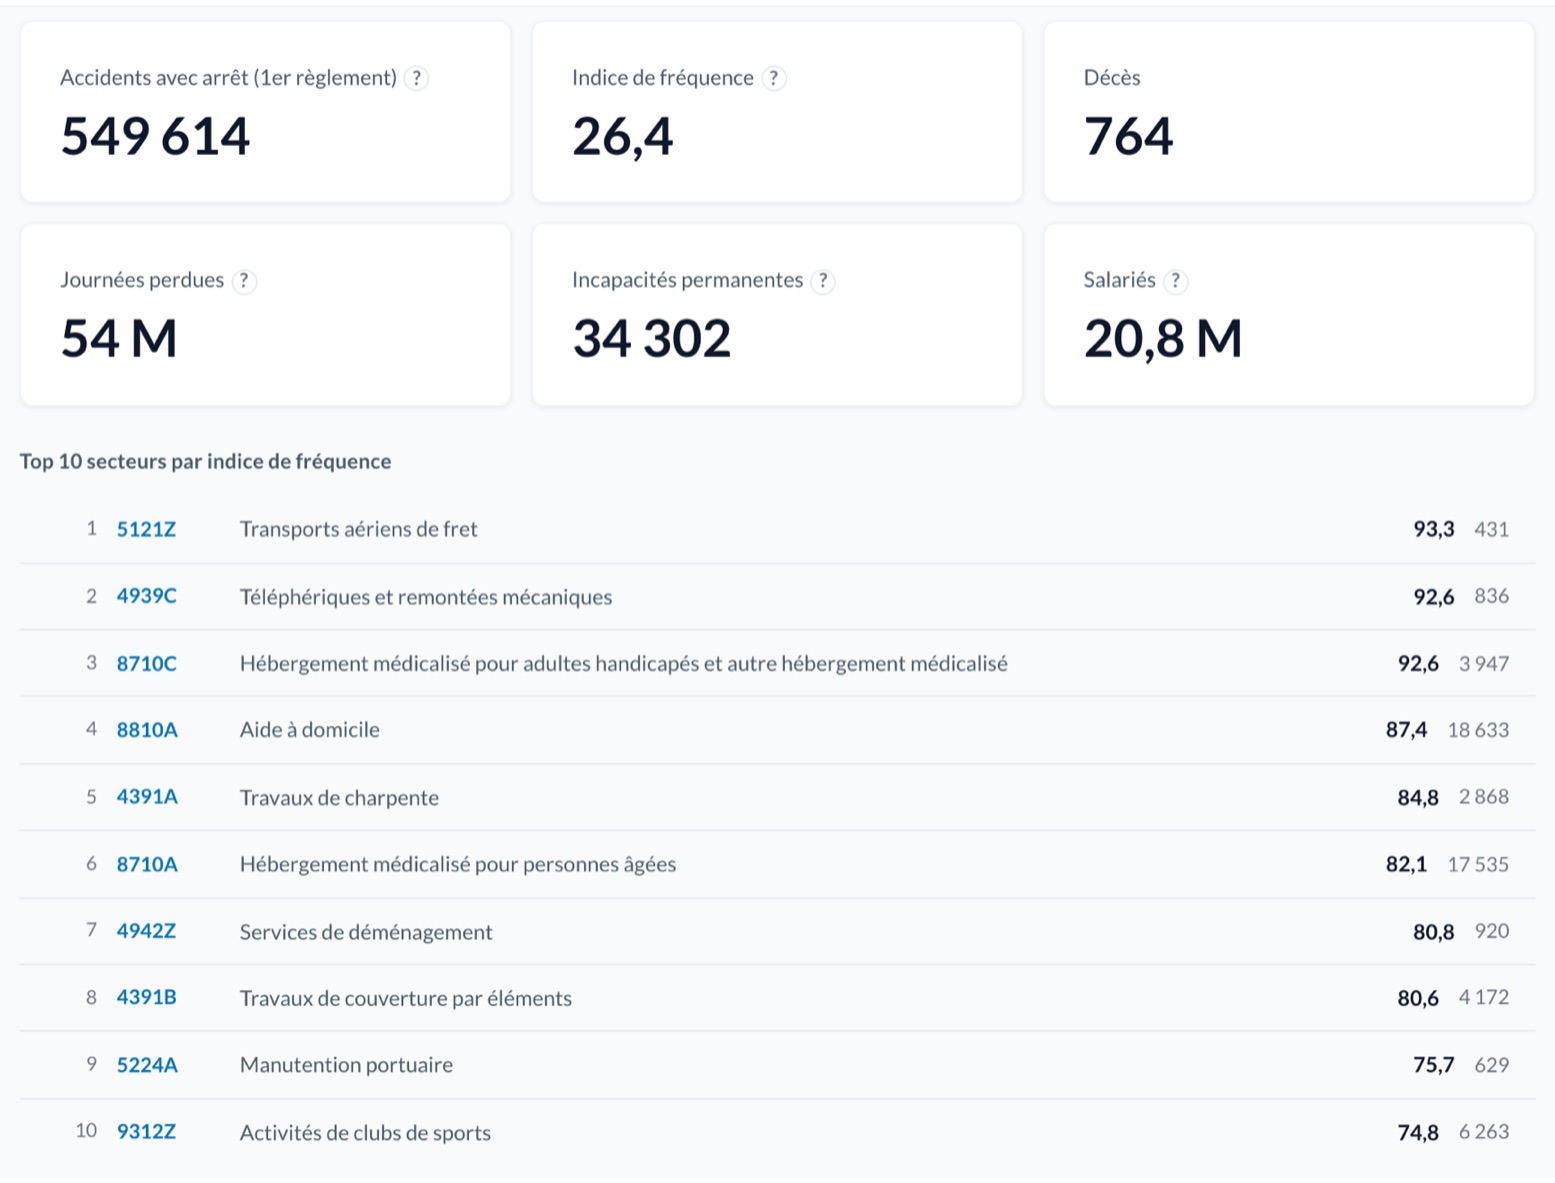 Accidents avec arrêt (1er règlement) ?
549 614
Indice de fréquence ?
26,4
Décès
764
Journées perdues ?
54 M
Incapacités permanentes ?
34 302
Salariés ?
20,8 M
Top 10 secteurs par indice de fréquence
1 5121Z Transports aériens de fret 93,3 431
2 4939C Téléphériques et remontées mécaniques 92,6 836
3 8710C Hébergement médicalisé pour adultes handicapés et autre hébergement médicalisé 92,6 3 947
4 8810A Aide à domicile 87,4 18 633
5 4391A Travaux de charpente 84,8 2 868
6 8710A Hébergement médicalisé pour personnes âgées 82,1 17 535
7 4942Z Services de déménagement 80,8 920
8 4391B Travaux de couverture par éléments 80,6 4 172
9 5224A Manutention portuaire 75,7 629
10 9312Z Activités de clubs de sports 74,8 6 263